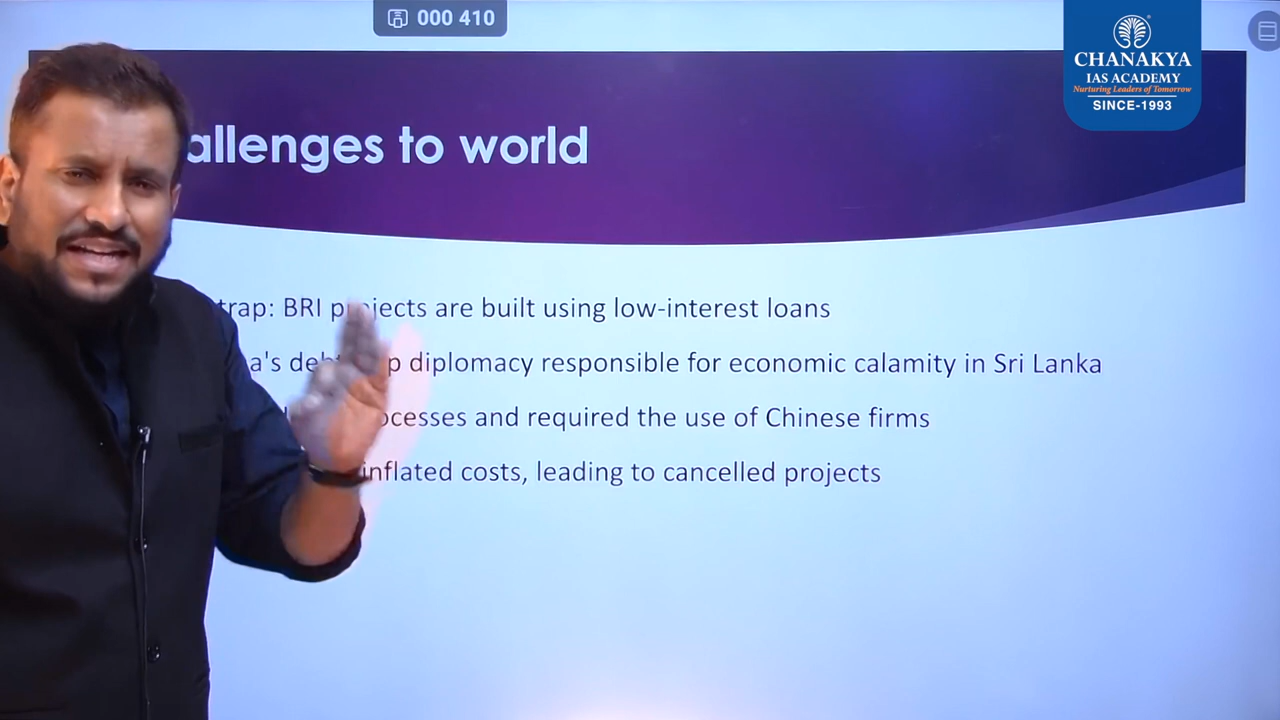 000 410
CHANAKYA
IAS ACADEMY
Nurturing Leaders of Tomorrow
SINCE-1993
allenges to world
trap: BRI projects are built using low-interest loans
a's diplomacy responsible for economic calamity in Sri Lanka
ocesses and required the use of Chinese firms
inflated costs, leading to cancelled projects